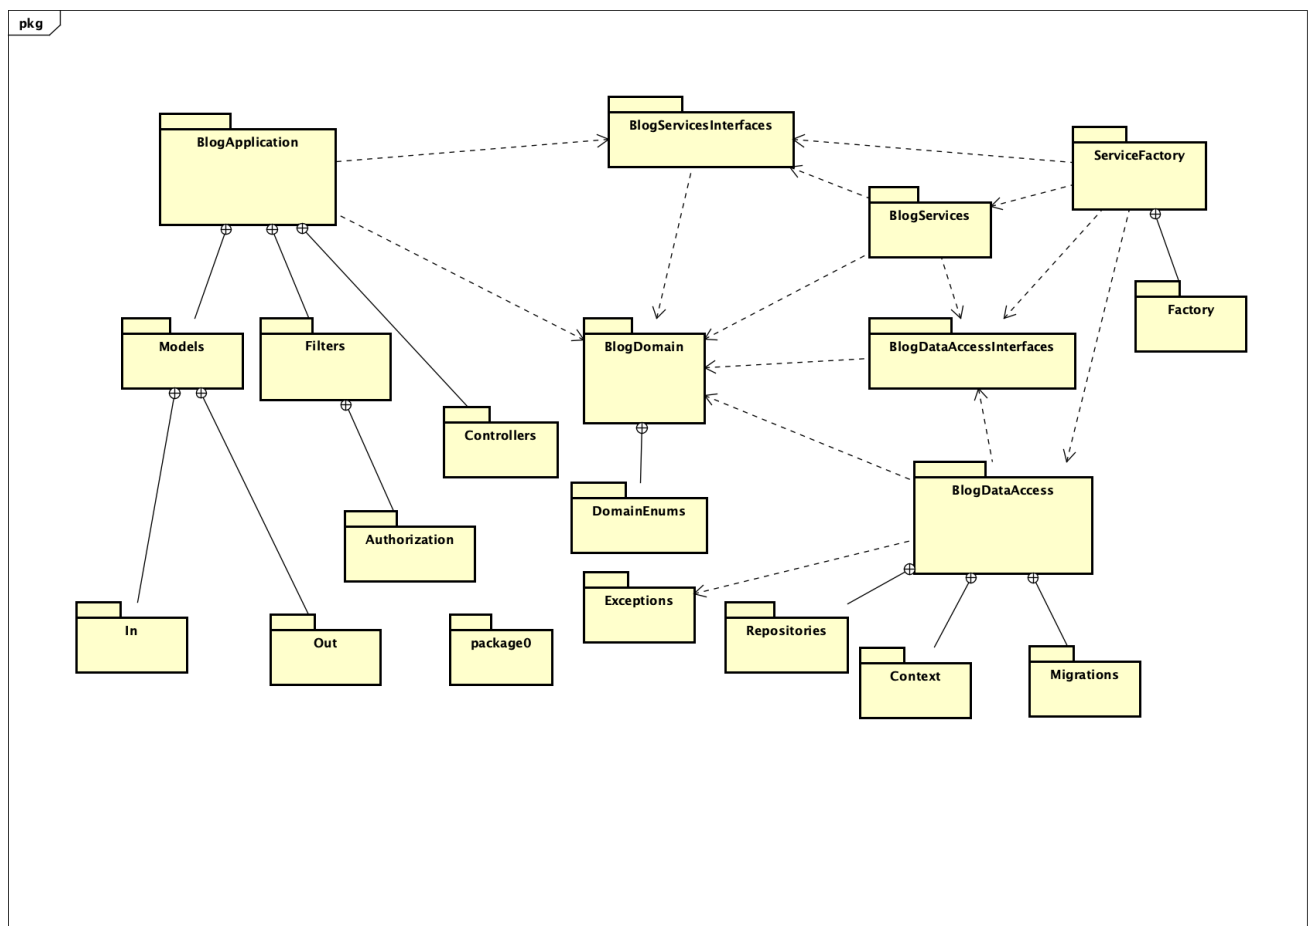 pkg
BlogServicesInterfaces
BlogApplication
ServiceFactory
BlogServices
Factory
Models
Filters
BlogDomain
BlogDataAccessInterfaces
Controllers
BlogDataAccess
DomainEnums
Authorization
Exceptions
In
Out
package0
Repositories
Context
Migrations